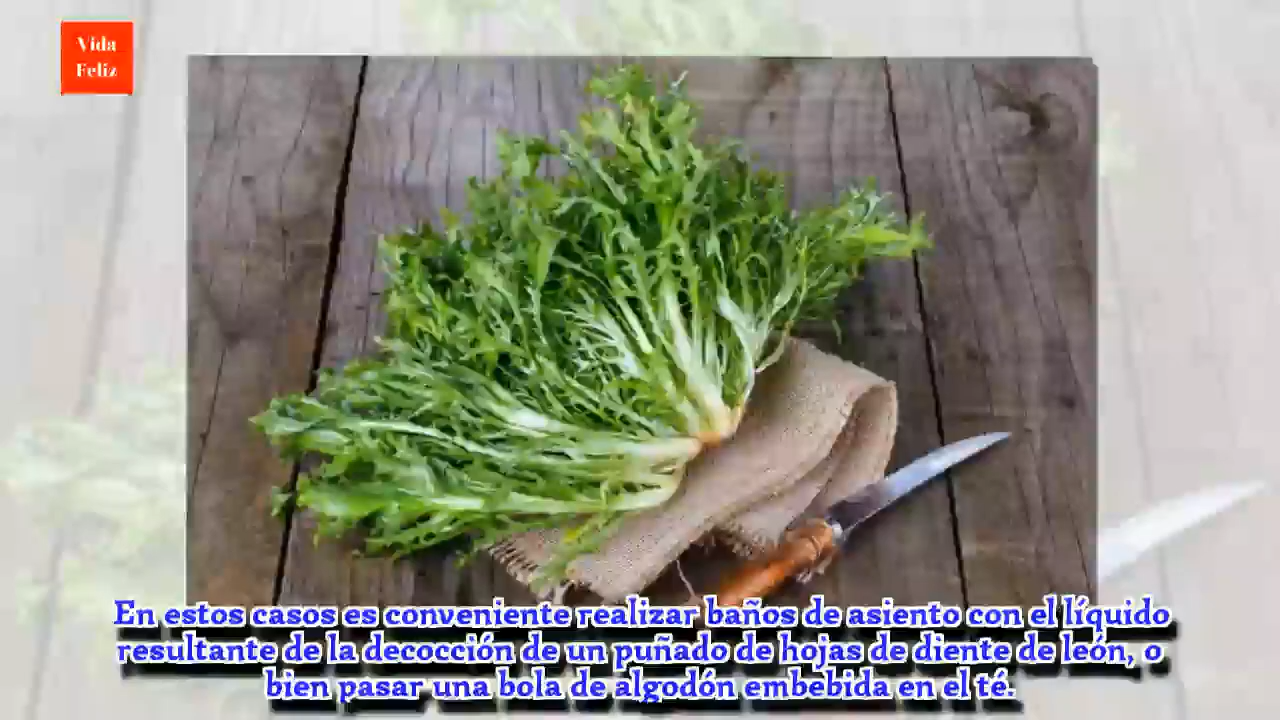 Vida
Feliz
En estos casos es conveniente realizar baños de asiento con el líquido
resultante de la decocción de un puñado de hojas de diente de león, o
bien pasar una bola de algodón embebida en el té.